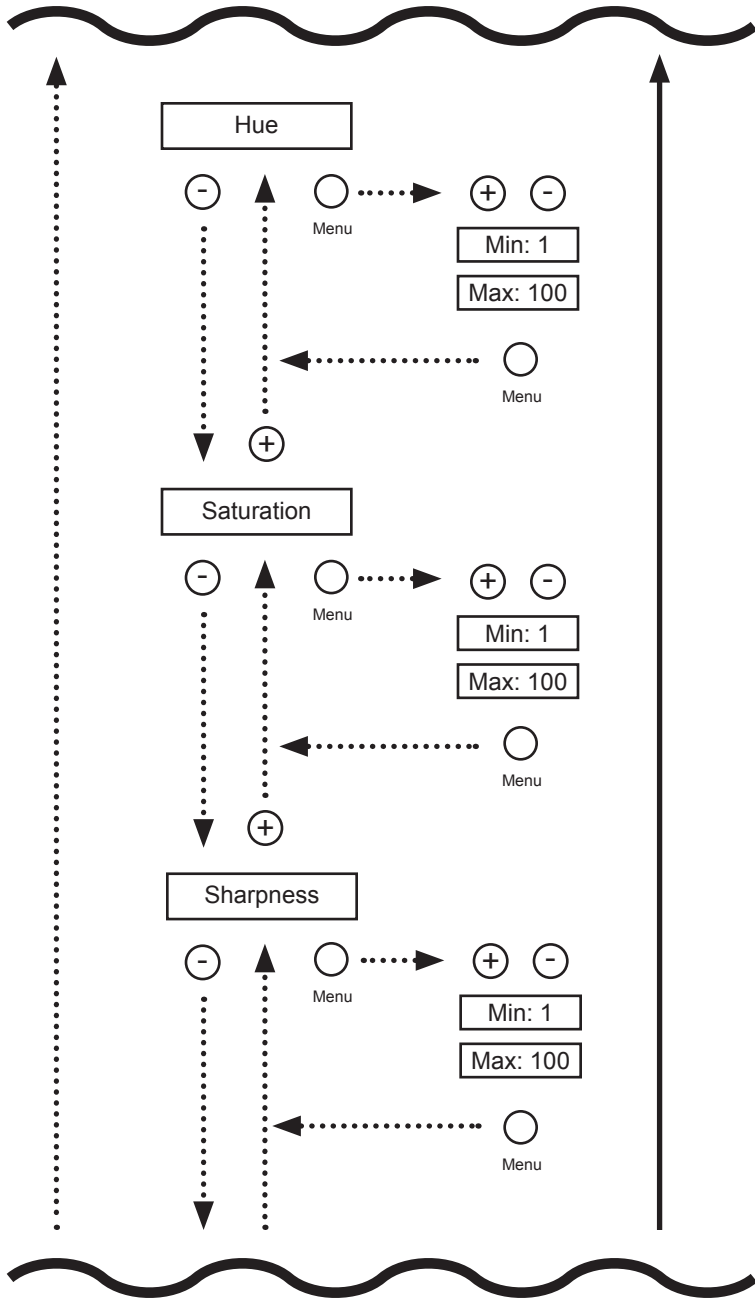 Hue
- Menu + -
Min: 1
Max: 100
Menu
+
Saturation
- Menu + -
Min: 1
Max: 100
Menu
+
Sharpness
- Menu + -
Min: 1
Max: 100
Menu